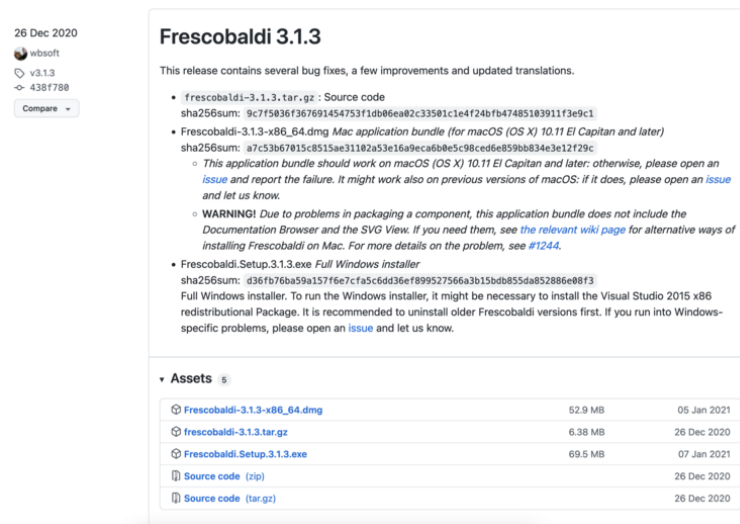 26 Dec 2020
wbsoft
v3.1.3
438f780
Compare
Frescobaldi 3.1.3
This release contains several bug fixes, a few improvements and updated translations.
frescobaldi-3.1.3.tar.gz : Source code
sha256sum: 9c7f5036f367691454753f1db06ea02c33501c1e4f24bfb47485103911f3e9c1
Frescobaldi-3.1.3-x86_64.dmg Mac application bundle (for macOS (OS X) 10.11 El Capitan and later)
sha256sum: a7c53b67015c8515ae31102a53e16a9eca6b0e5c98ced6e859bb834e3e12f29c
This application bundle should work on macOS (OS X) 10.11 El Capitan and later: otherwise, please open an
issue and report the failure. It might work also on previous versions of macOS: if it does, please open an issue
and let us know.
WARNING! Due to problems in packaging a component, this application bundle does not include the
Documentation Browser and the SVG View. If you need them, see the relevant wiki page for alternative ways of
installing Frescobaldi on Mac. For more details on the problem, see #1244.
Frescobaldi.Setup.3.1.3.exe Full Windows installer
sha256sum: d36fb76ba59a157f6e7cfa5c6dd36ef899527566a3b15bdb855da852886e08f3
Full Windows installer. To run the Windows installer, it might be necessary to install the Visual Studio 2015 x86
redistributional Package. It is recommended to uninstall older Frescobaldi versions first. If you run into Windows-
specific problems, please open an issue and let us know.
Assets 5
Frescobaldi-3.1.3-x86_64.dmg 52.9 MB 05 Jan 2021
frescobaldi-3.1.3.tar.gz 6.38 MB 26 Dec 2020
Frescobaldi.Setup.3.1.3.exe 69.5 MB 07 Jan 2021
Source code (zip) 26 Dec 2020
Source code (tar.gz) 26 Dec 2020